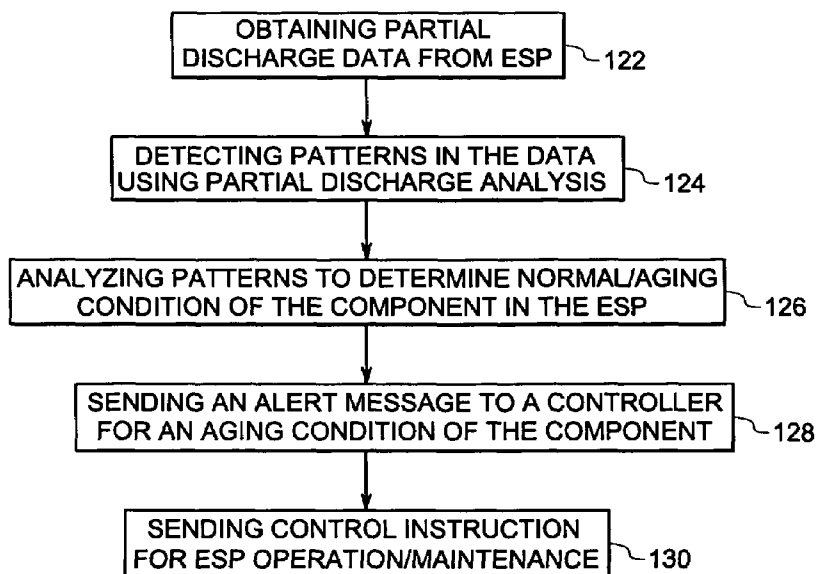 OBTAINING PARTIAL
DISCHARGE DATA FROM ESP
122
DETECTING PATTERNS IN THE DATA
USING PARTIAL DISCHARGE ANALYSIS
124
ANALYZING PATTERNS TO DETERMINE NORMAL/AGING
CONDITION OF THE COMPONENT IN THE ESP
126
SENDING AN ALERT MESSAGE TO A CONTROLLER
FOR AN AGING CONDITION OF THE COMPONENT
128
SENDING CONTROL INSTRUCTION
FOR ESP OPERATION/MAINTENANCE
130